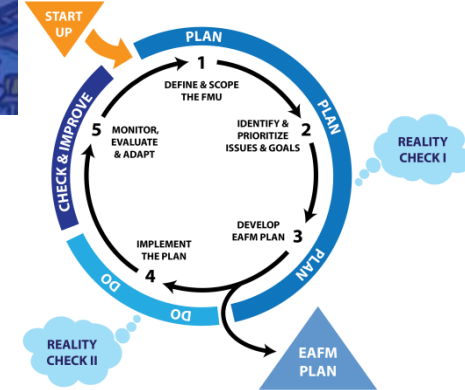 START
UP
PLAN
1
DEFINE & SCOPE
THE FMU
PLAN
IDENTIFY &
PRIORITIZE
ISSUES & GOALS
2
REALITY
CHECK I
DEVELOP
EAFM PLAN
3
PLAN
IMPLEMENT
THE PLAN
4
DO
DO
REALITY
CHECK II
EAFM
PLAN
CHECK & IMPROVE
5
MONITOR,
EVALUATE
& ADAPT